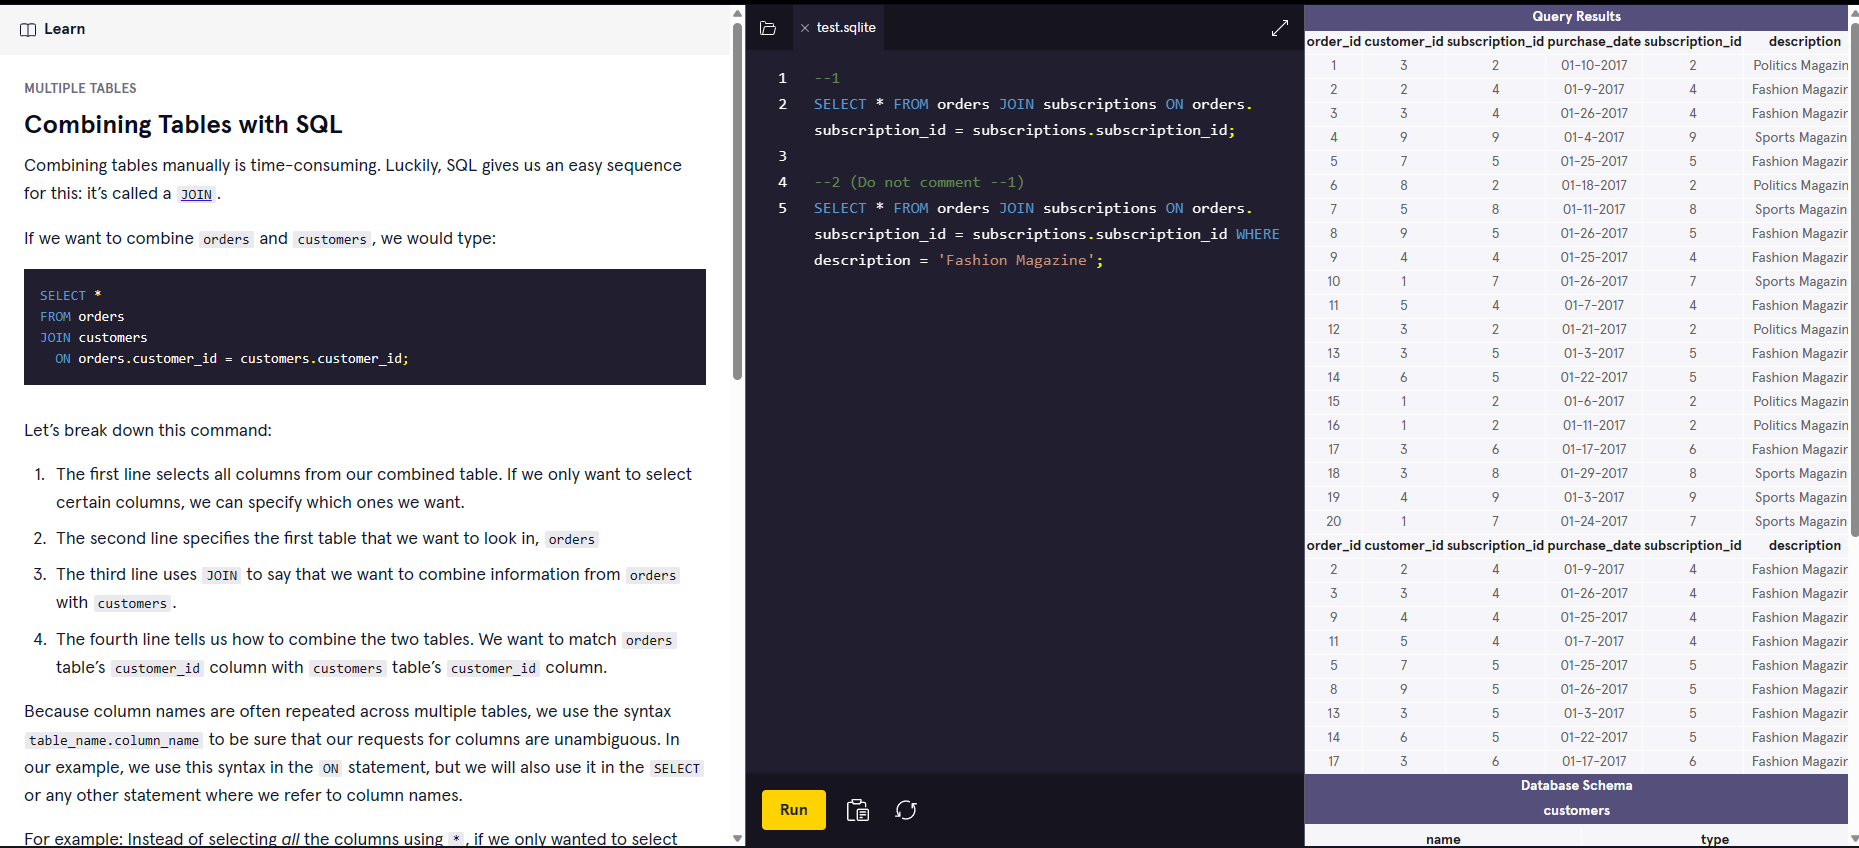 Learn
MULTIPLE TABLES
Combining Tables with SQL
Combining tables manually is time-consuming. Luckily, SQL gives us an easy sequence
for this: it’s called a JOIN .
If we want to combine orders and customers , we would type:
SELECT *
FROM orders
JOIN customers
  ON orders.customer_id = customers.customer_id;
Let’s break down this command:
1. The first line selects all columns from our combined table. If we only want to select
certain columns, we can specify which ones we want.
2. The second line specifies the first table that we want to look in, orders
3. The third line uses JOIN to say that we want to combine information from orders
with customers .
4. The fourth line tells us how to combine the two tables. We want to match orders
table’s customer_id column with customers table’s customer_id column.
Because column names are often repeated across multiple tables, we use the syntax
table_name.column_name to be sure that our requests for columns are unambiguous. In
our example, we use this syntax in the ON statement, but we will also use it in the SELECT
or any other statement where we refer to column names.
For example: Instead of selecting all the columns using * , if we only wanted to select
test.sqlite
1 --1
2 SELECT * FROM orders JOIN subscriptions ON orders.
subscription_id = subscriptions.subscription_id;
3
4 --2 (Do not comment --1)
5 SELECT * FROM orders JOIN subscriptions ON orders.
subscription_id = subscriptions.subscription_id WHERE
description = 'Fashion Magazine';
Run
Query Results
order_id customer_id subscription_id purchase_date subscription_id description
1 3 2 01-10-2017 2 Politics Magazin
2 2 4 01-9-2017 4 Fashion Magazin
3 3 4 01-26-2017 4 Fashion Magazin
4 9 9 01-4-2017 9 Sports Magazin
5 7 5 01-25-2017 5 Fashion Magazin
6 8 2 01-18-2017 2 Politics Magazin
7 5 8 01-11-2017 8 Sports Magazin
8 9 5 01-26-2017 5 Fashion Magazin
9 4 4 01-25-2017 4 Fashion Magazin
10 1 7 01-26-2017 7 Sports Magazin
11 5 4 01-7-2017 4 Fashion Magazin
12 3 2 01-21-2017 2 Politics Magazin
13 3 5 01-3-2017 5 Fashion Magazin
14 6 5 01-22-2017 5 Fashion Magazin
15 1 2 01-6-2017 2 Politics Magazin
16 1 2 01-11-2017 2 Politics Magazin
17 3 6 01-17-2017 6 Fashion Magazin
18 3 8 01-29-2017 8 Sports Magazin
19 4 9 01-3-2017 9 Sports Magazin
20 1 7 01-24-2017 7 Sports Magazin
order_id customer_id subscription_id purchase_date subscription_id description
2 2 4 01-9-2017 4 Fashion Magazin
3 3 4 01-26-2017 4 Fashion Magazin
9 4 4 01-25-2017 4 Fashion Magazin
11 5 4 01-7-2017 4 Fashion Magazin
5 7 5 01-25-2017 5 Fashion Magazin
8 9 5 01-26-2017 5 Fashion Magazin
13 3 5 01-3-2017 5 Fashion Magazin
14 6 5 01-22-2017 5 Fashion Magazin
17 3 6 01-17-2017 6 Fashion Magazin
Database Schema
customers
name type